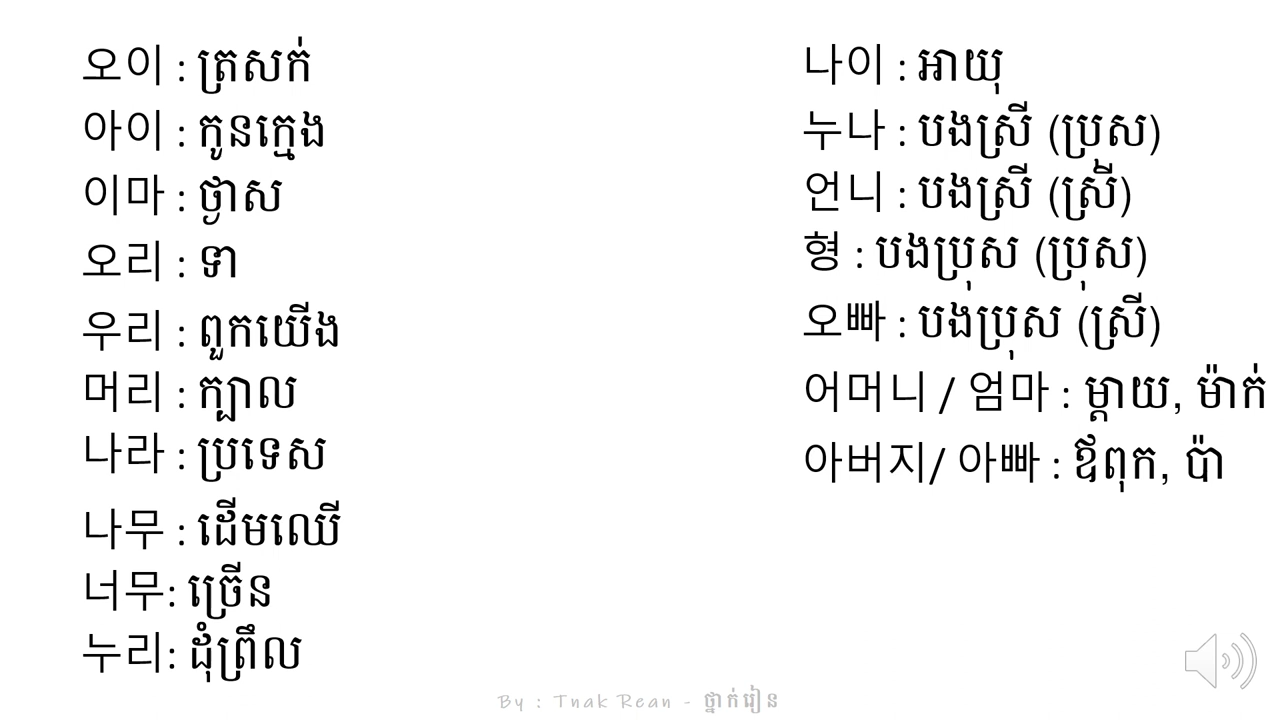 오이 : ត្រសក់
아이 : កូនក្មេង
이마 : ថ្ងាស
오리 : ទា
우리 : ពួកយើង
머리 : ក្បាល
나라 : ប្រទេស
나무 : ដើមឈើ
너무: ច្រើន
누리: ដុំព្រឹល
나이 : អាយុ
누나 : បងស្រី (ប្រុស)
언니 : បងស្រី (ស្រី)
형 : បងប្រុស (ប្រុស)
오빠 : បងប្រុស (ស្រី)
어머니 / 엄마 : ម្តាយ, ម៉ាក់
아버지/ 아빠 : ឪពុក, ប៉ា
By : Tnak Rean - ថ្នាក់រៀន